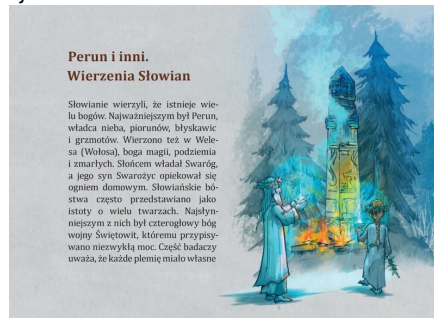 Perun i inni.
Wierzenia Słowian
Słowianie wierzyli, że istnieje wie-
lu bogów. Najważniejszym był Perun,
władca nieba, piorunów, błyskawic
i grzmotów. Wierzono też w Wele-
sa (Wołosa), boga magii, podziemia
i zmarłych. Słońcem władał Swaróg,
a jego syn Swarożyc opiekował się
ogniem domowym. Słowiańskie bó-
stwa często przedstawiano jako
istoty o wielu twarzach. Najsłyn-
niejszym z nich był czterogłowy bóg
wojny Świętowit, któremu przypisy-
wano niezwykłą moc. Część badaczy
uważa, że każde plemię miało własne